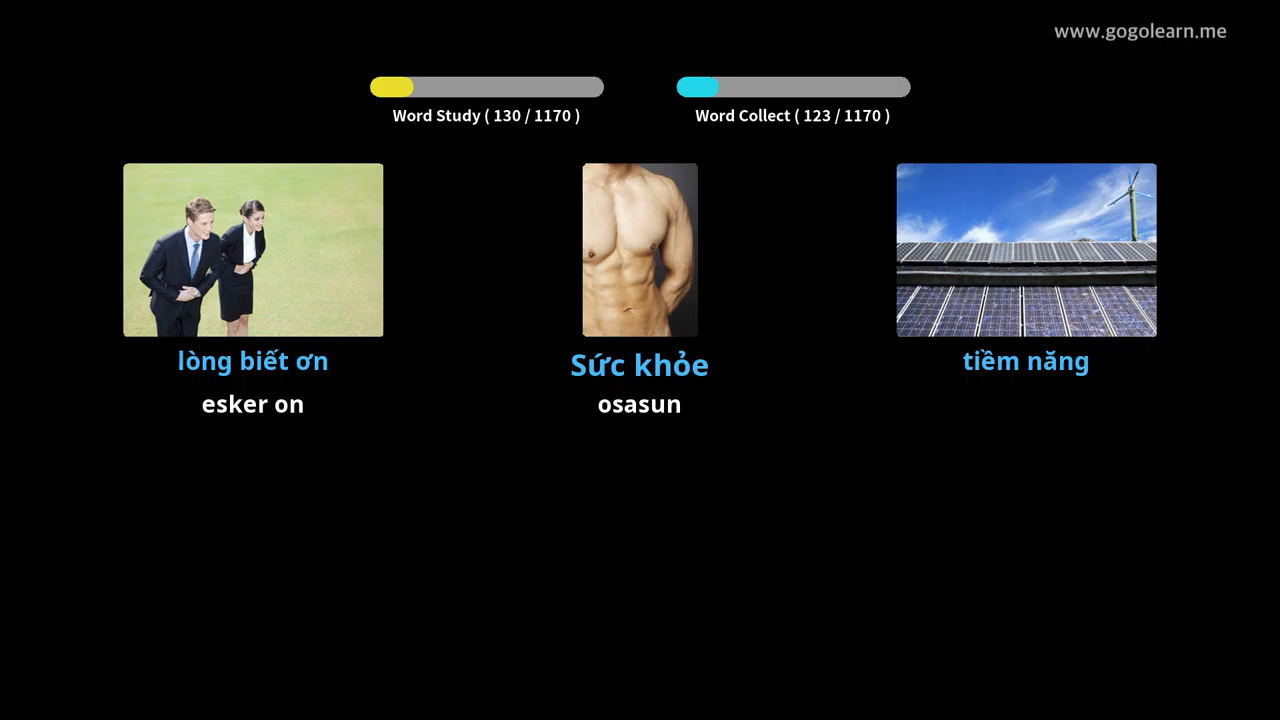 www.gogolearn.me
Word Study ( 130 / 1170 )
Word Collect ( 123 / 1170 )
lòng biết ơn
esker on
Sức khỏe
osasun
tiềm năng